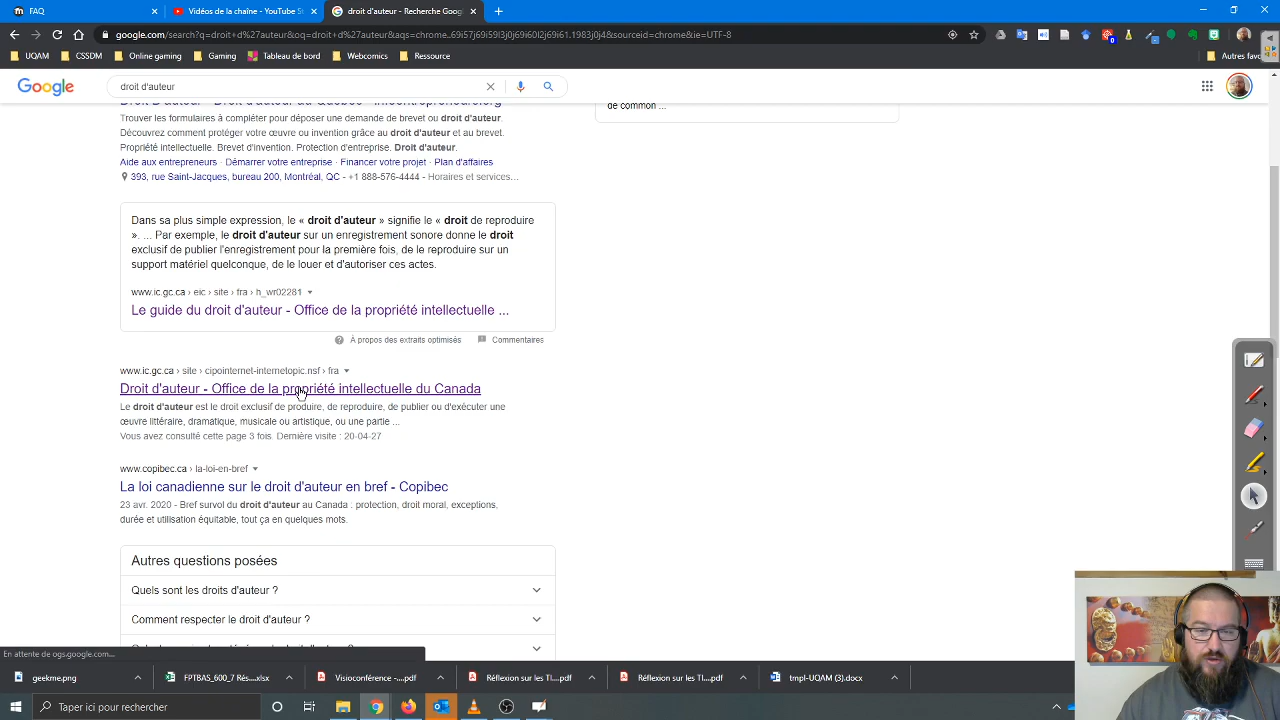 FAQ
Vidéos de la chaîne - YouTube St
droit d'auteur - Recherche Goog
google.com/search?q=droit+d%27auteur&oq=droit+d%27auteur&aqs=chrome..69i57j69i59l3j0j69i60l2j69i61.1983j0j4&sourceid=chrome&ie=UTF-8
UQAM
CSSDM
Online gaming
Gaming
Tableau de bord
Webcomics
Ressource
Autres favo
Google
droit d'auteur
de common ...
Droit D'auteur - Droit d'auteur au Québec - infoentrepreneurs.org
Trouver les formulaires à compléter pour déposer une demande de brevet ou droit d'auteur.
Découvrez comment protéger votre œuvre ou invention grâce au droit d'auteur et au brevet.
Propriété intellectuelle. Brevet d'invention. Protection d'entreprise. Droit d'auteur.
Aide aux entrepreneurs · Démarrer votre entreprise · Financer votre projet · Plan d'affaires
393, rue Saint-Jacques, bureau 200, Montréal, QC - +1 888-576-4444 - Horaires et services…
Dans sa plus simple expression, le « droit d'auteur » signifie le « droit de reproduire
». ... Par exemple, le droit d'auteur sur un enregistrement sonore donne le droit
exclusif de publier l'enregistrement pour la première fois, de le reproduire sur un
support matériel quelconque, de le louer et d'autoriser ces actes.
www.ic.gc.ca › eic › site › fra › h_wr02281
Le guide du droit d'auteur - Office de la propriété intellectuelle ...
À propos des extraits optimisés
Commentaires
www.ic.gc.ca › site › cipointernet-internetopic.nsf › fra
Droit d'auteur - Office de la propriété intellectuelle du Canada
Le droit d'auteur est le droit exclusif de produire, de reproduire, de publier ou d'exécuter une
œuvre littéraire, dramatique, musicale ou artistique, ou une partie ...
Vous avez consulté cette page 3 fois. Dernière visite : 20-04-27
www.copibec.ca › la-loi-en-bref
La loi canadienne sur le droit d'auteur en bref - Copibec
23 avr. 2020 - Bref survol du droit d'auteur au Canada : protection, droit moral, exceptions,
durée et utilisation équitable, tout ça en quelques mots.
Autres questions posées
Quels sont les droits d'auteur ?
Comment respecter le droit d'auteur ?
En attente de ogs.google.com...
geekme.png
FPTBAS_600_7 Rés....xlsx
Visioconférence -....pdf
Réflexion sur les TI....pdf
Réflexion sur les TI....pdf
tmpl-UQAM (3).docx
Taper ici pour rechercher